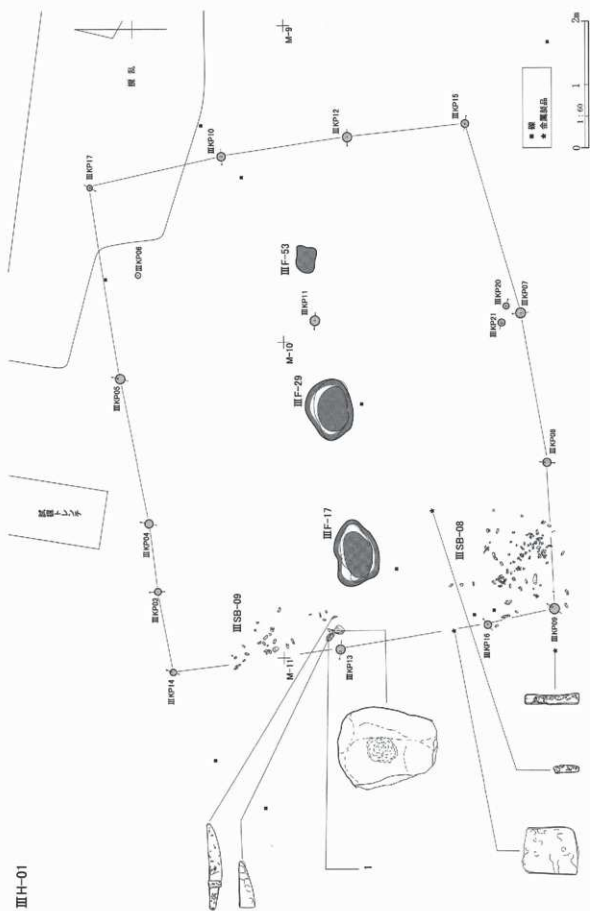 ⅢH-01
ⅢKP14
ⅢKP03
ⅢKP04
試掘トレンチ
ⅢKP05
ⅢKP06
ⅢKP17
撹乱
ⅢKP10
M-9
ⅢKP12
ⅢKP15
ⅢF-53
ⅢKP11
M-10
ⅢF-29
ⅢF-17
ⅢSB-09
M-11
ⅢKP13
ⅢKP20
ⅢKP21
ⅢKP07
ⅢKP08
ⅢSB-08
ⅢKP16
ⅢKP09
1
■ 礫
★ 金属製品
0 1 2m
1:60